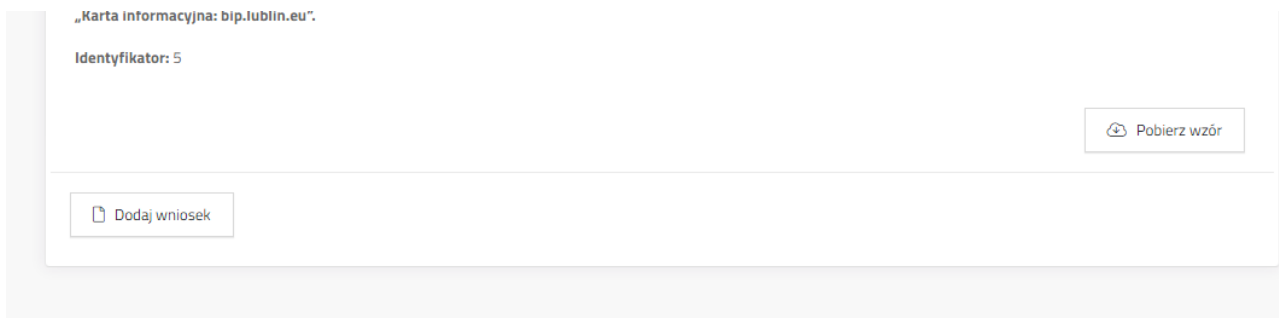 „Karta informacyjna: bip.lublin.eu”.
Identyfikator: 5
Pobierz wzór
Dodaj wniosek